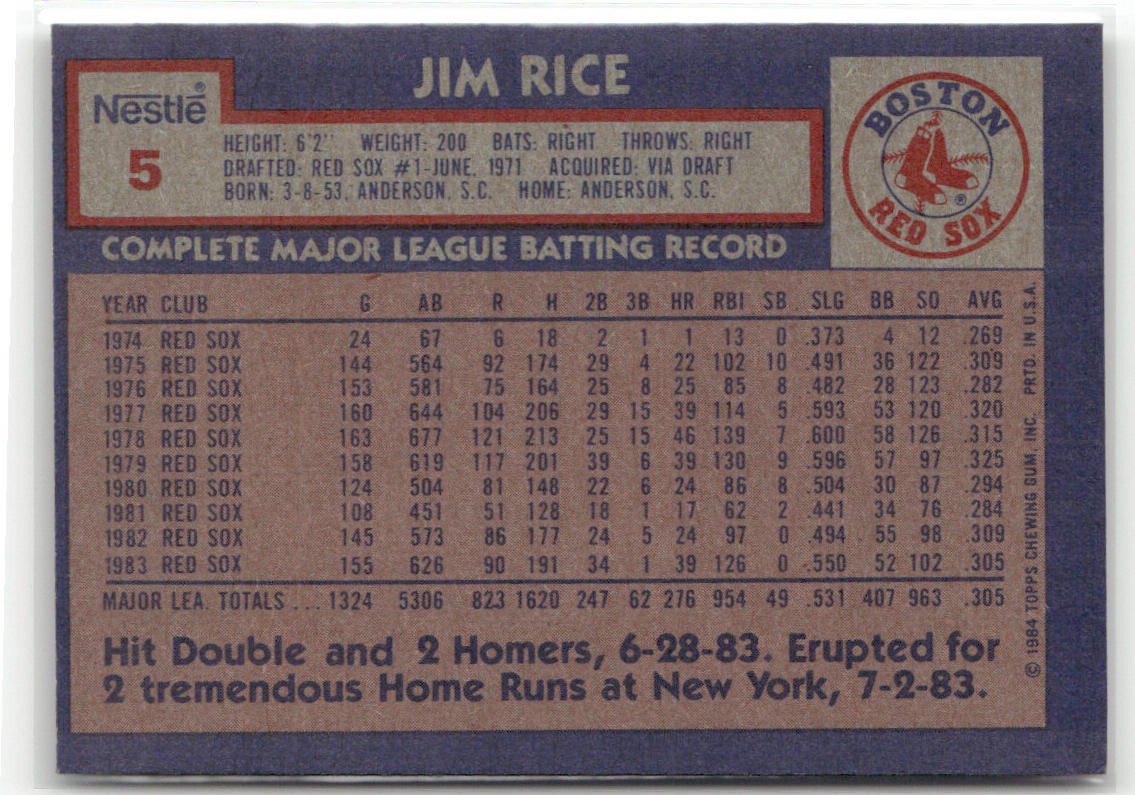 JIM RICE
Nestlé®
5
HEIGHT: 6'2" WEIGHT: 200 BATS: RIGHT THROWS: RIGHT
DRAFTED: RED SOX #1-JUNE, 1971 ACQUIRED: VIA DRAFT
BORN: 3-8-53, ANDERSON, S.C. HOME: ANDERSON, S.C.
BOSTON
RED SOX
®
COMPLETE MAJOR LEAGUE BATTING RECORD
YEAR CLUB G AB R H 2B 3B HR RBI SB SLG BB SO AVG
1974 RED SOX 24 67 6 18 2 1 1 13 0 .373 4 12 .269
1975 RED SOX 144 564 92 174 29 4 22 102 10 .491 36 122 .309
1976 RED SOX 153 581 75 164 25 8 25 85 8 .482 28 123 .282
1977 RED SOX 160 644 104 206 29 15 39 114 5 .593 53 120 .320
1978 RED SOX 163 677 121 213 25 15 46 139 7 .600 58 126 .315
1979 RED SOX 158 619 117 201 39 6 39 130 9 .596 57 97 .325
1980 RED SOX 124 504 81 148 22 6 24 86 8 .504 30 87 .294
1981 RED SOX 108 451 51 128 18 1 17 62 2 .441 34 76 .284
1982 RED SOX 145 573 86 177 24 5 24 97 0 .494 55 98 .309
1983 RED SOX 155 626 90 191 34 1 39 126 0 .550 52 102 .305
MAJOR LEA. TOTALS ... 1324 5306 823 1620 247 62 276 954 49 .531 407 963 .305
Hit Double and 2 Homers, 6-28-83. Erupted for
2 tremendous Home Runs at New York, 7-2-83.
© 1984 TOPPS CHEWING GUM, INC. PRTD. IN U.S.A.